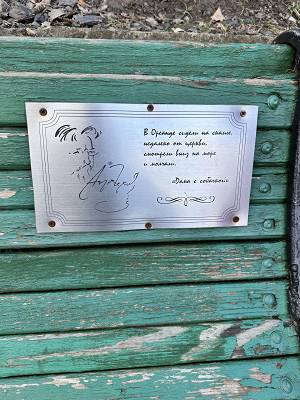 В Ореанде сидели на скамье,
недалеко от церкви,
смотрели вниз на море
и молчали.
«Дама с собачкой»